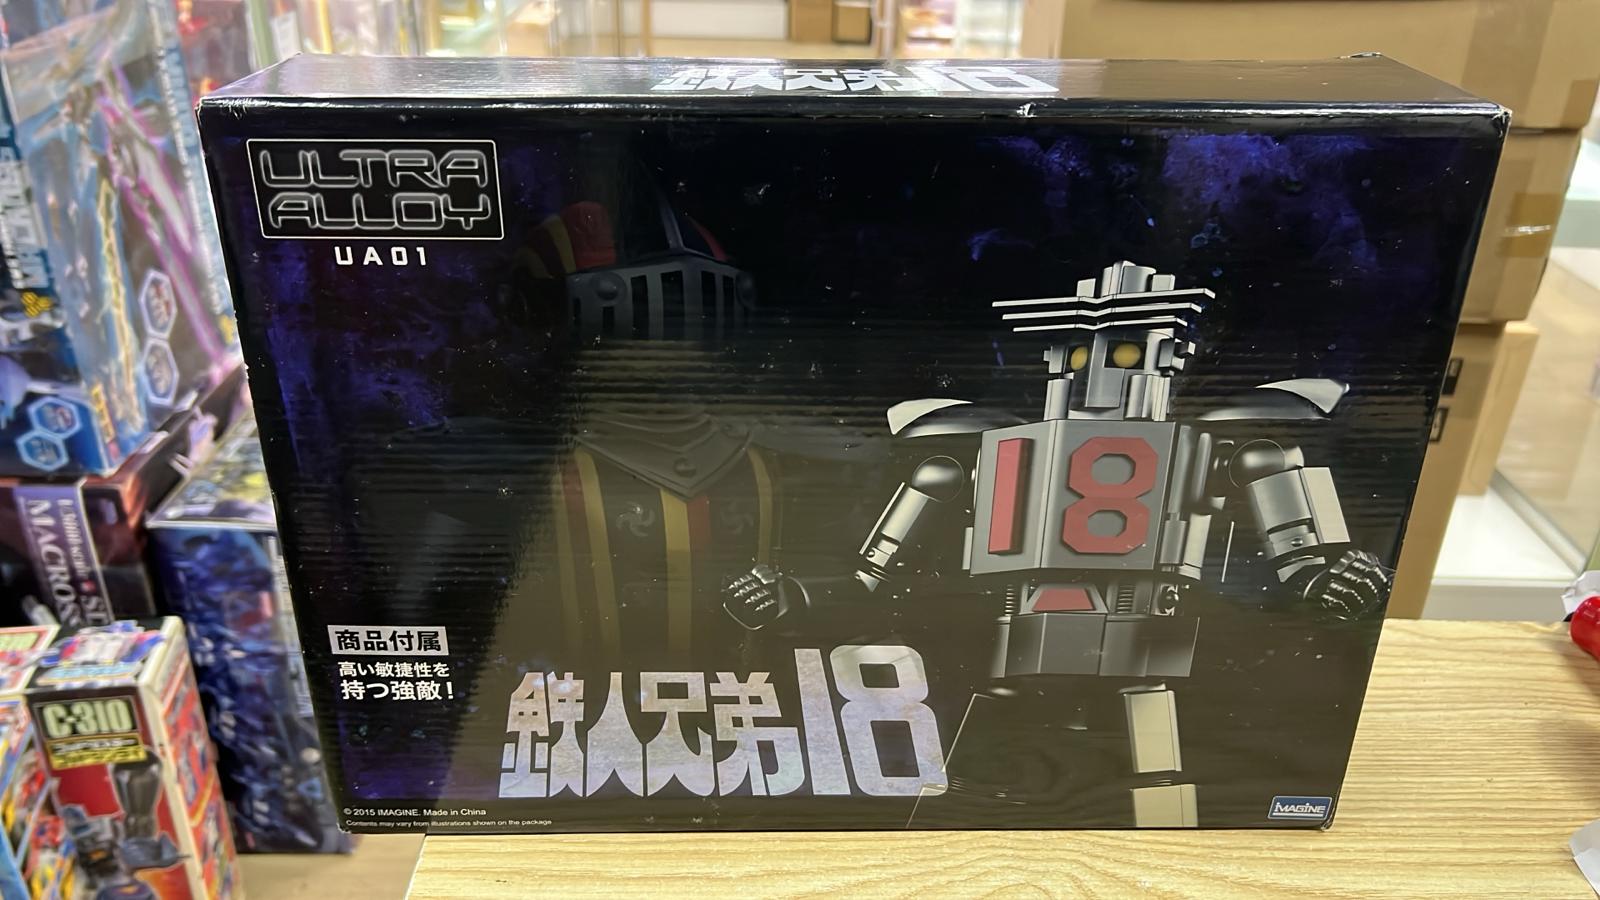 鉄人兄弟18
ULTRA
ALLOY
UA01
18
商品付属
高い敏捷性を
持つ強敵!
鉄人兄弟18
© 2015 IMAGINE. Made in China
Contents may vary from illustrations shown on the package
IMAGINE
MACROSS
C-310